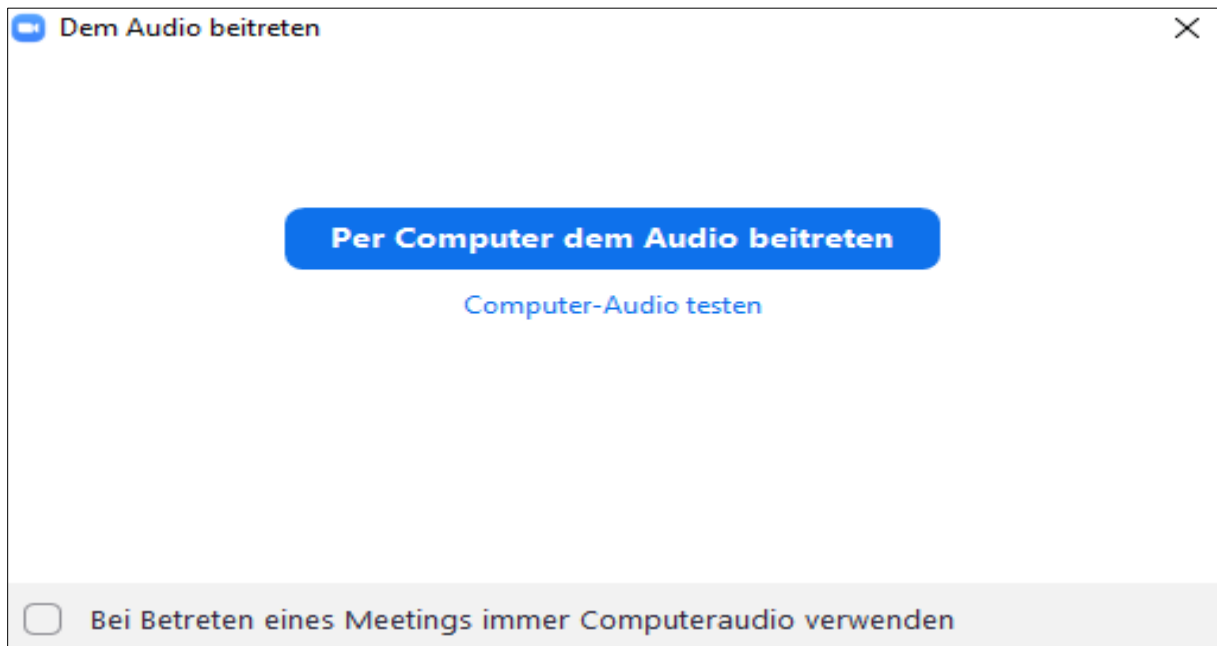 Dem Audio beitreten
Per Computer dem Audio beitreten
Computer-Audio testen
Bei Betreten eines Meetings immer Computeraudio verwenden